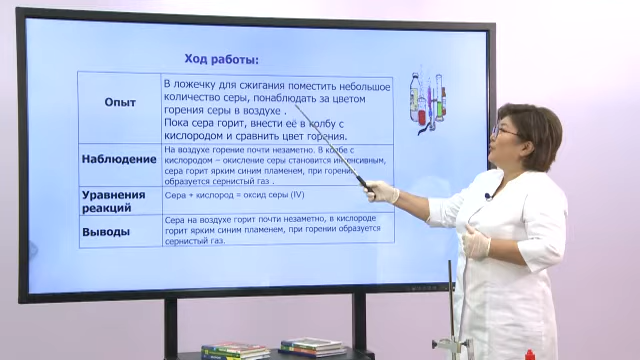 Ход работы:
Опыт
В ложечку для сжигания поместить небольшое
количество серы, понаблюдать за цветом
горения серы в воздухе .
Пока сера горит, внести её в колбу с
кислородом и сравнить цвет горения.
Наблюдение
На воздухе горение почти незаметно. В колбе с
кислородом – окисление серы становится интенсивным,
сера горит ярким синим пламенем, при горении
образуется сернистый газ .
Уравнения
реакций
Сера + кислород = оксид серы (IV)
Выводы
Сера на воздухе горит почти незаметно, в кислороде
горит ярким синим пламенем, при горении образуется
сернистый газ.